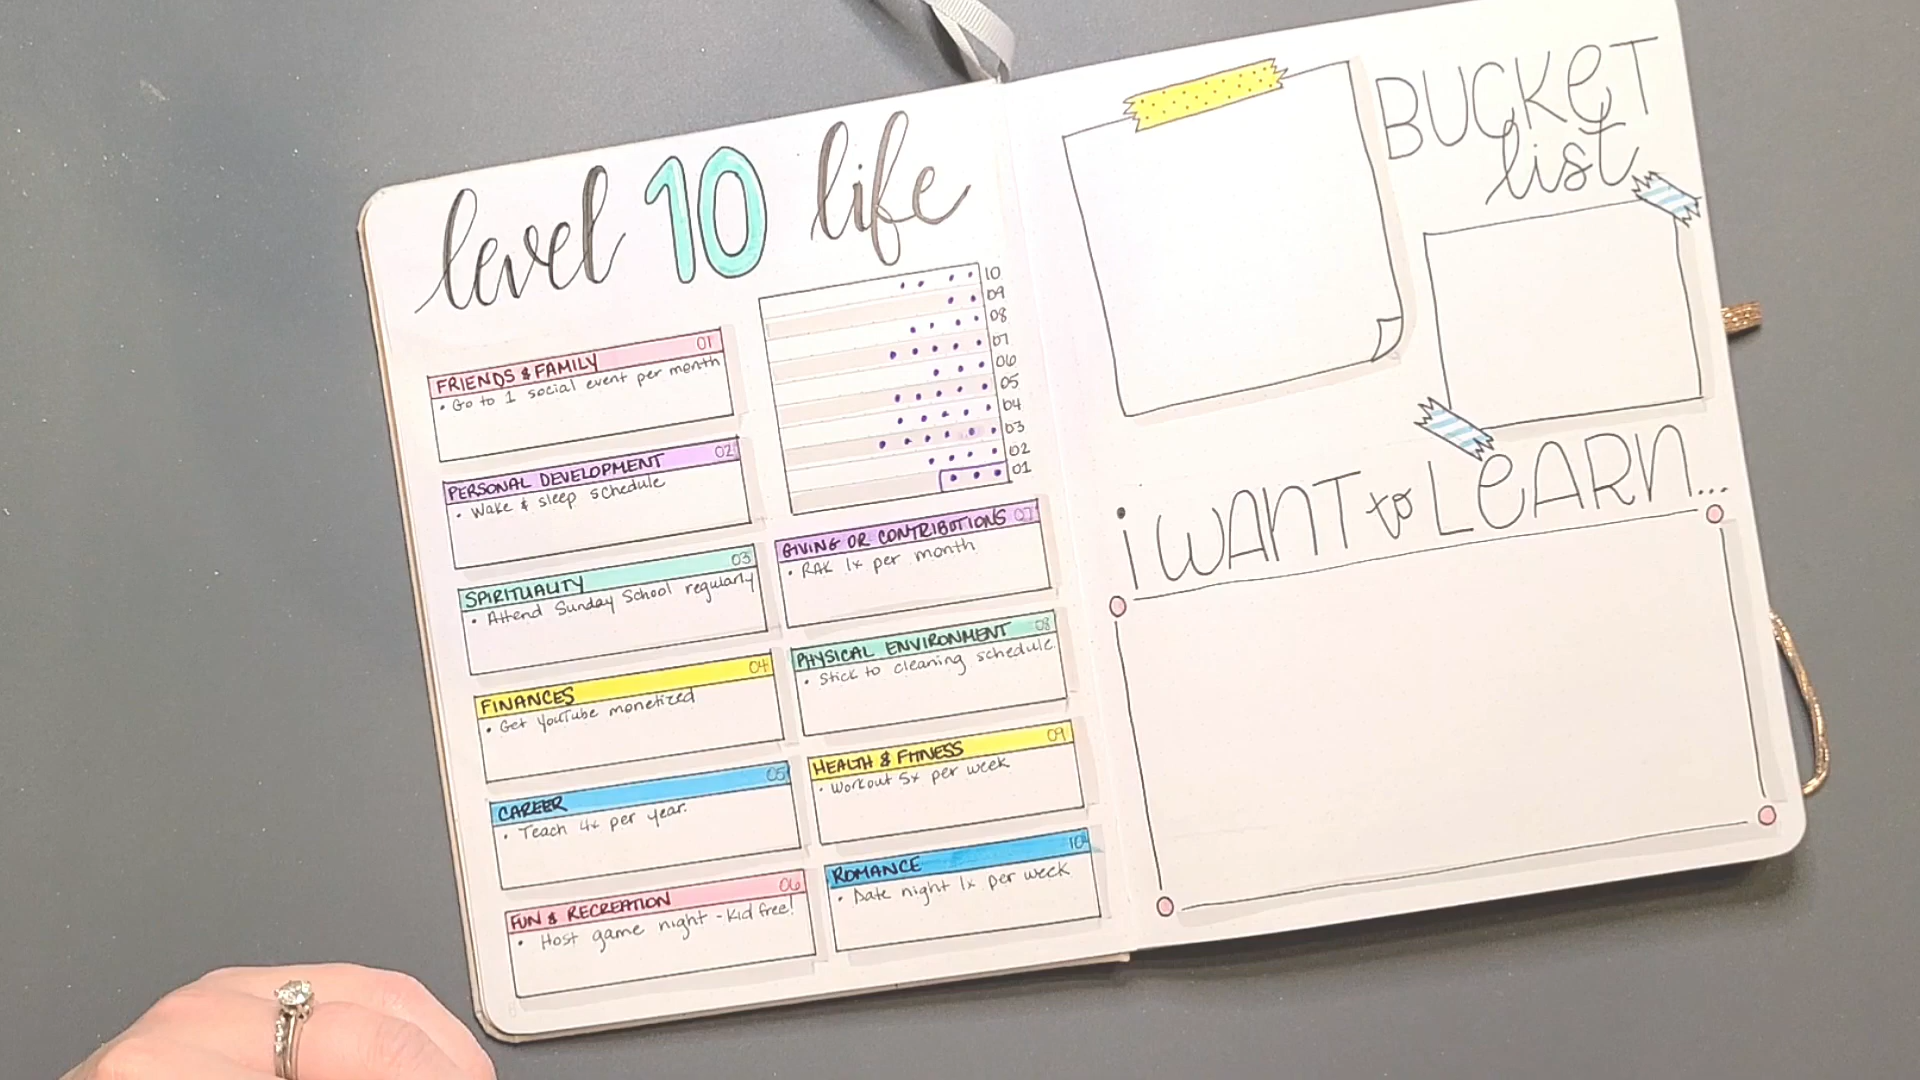 level 10 life
10
09
08
07
06
05
04
03
02
01
FRIENDS & FAMILY 01
• Go to 1 social event per month
PERSONAL DEVELOPMENT 02
• Wake & sleep schedule
SPIRITUALITY 03
• Attend Sunday School regularly
FINANCES 04
• Get YouTube monetized
CAREER 05
• Teach 4x per year.
FUN & RECREATION 06
• Host game night - Kid free!
GIVING OR CONTRIBUTIONS 07
• RAK 1x per month
PHYSICAL ENVIRONMENT 08
• Stick to cleaning schedule.
HEALTH & FITNESS 09
• Workout 5x per week
ROMANCE 10
• Date night 1x per week
BUCKeT
list
i WANT to LeARN...